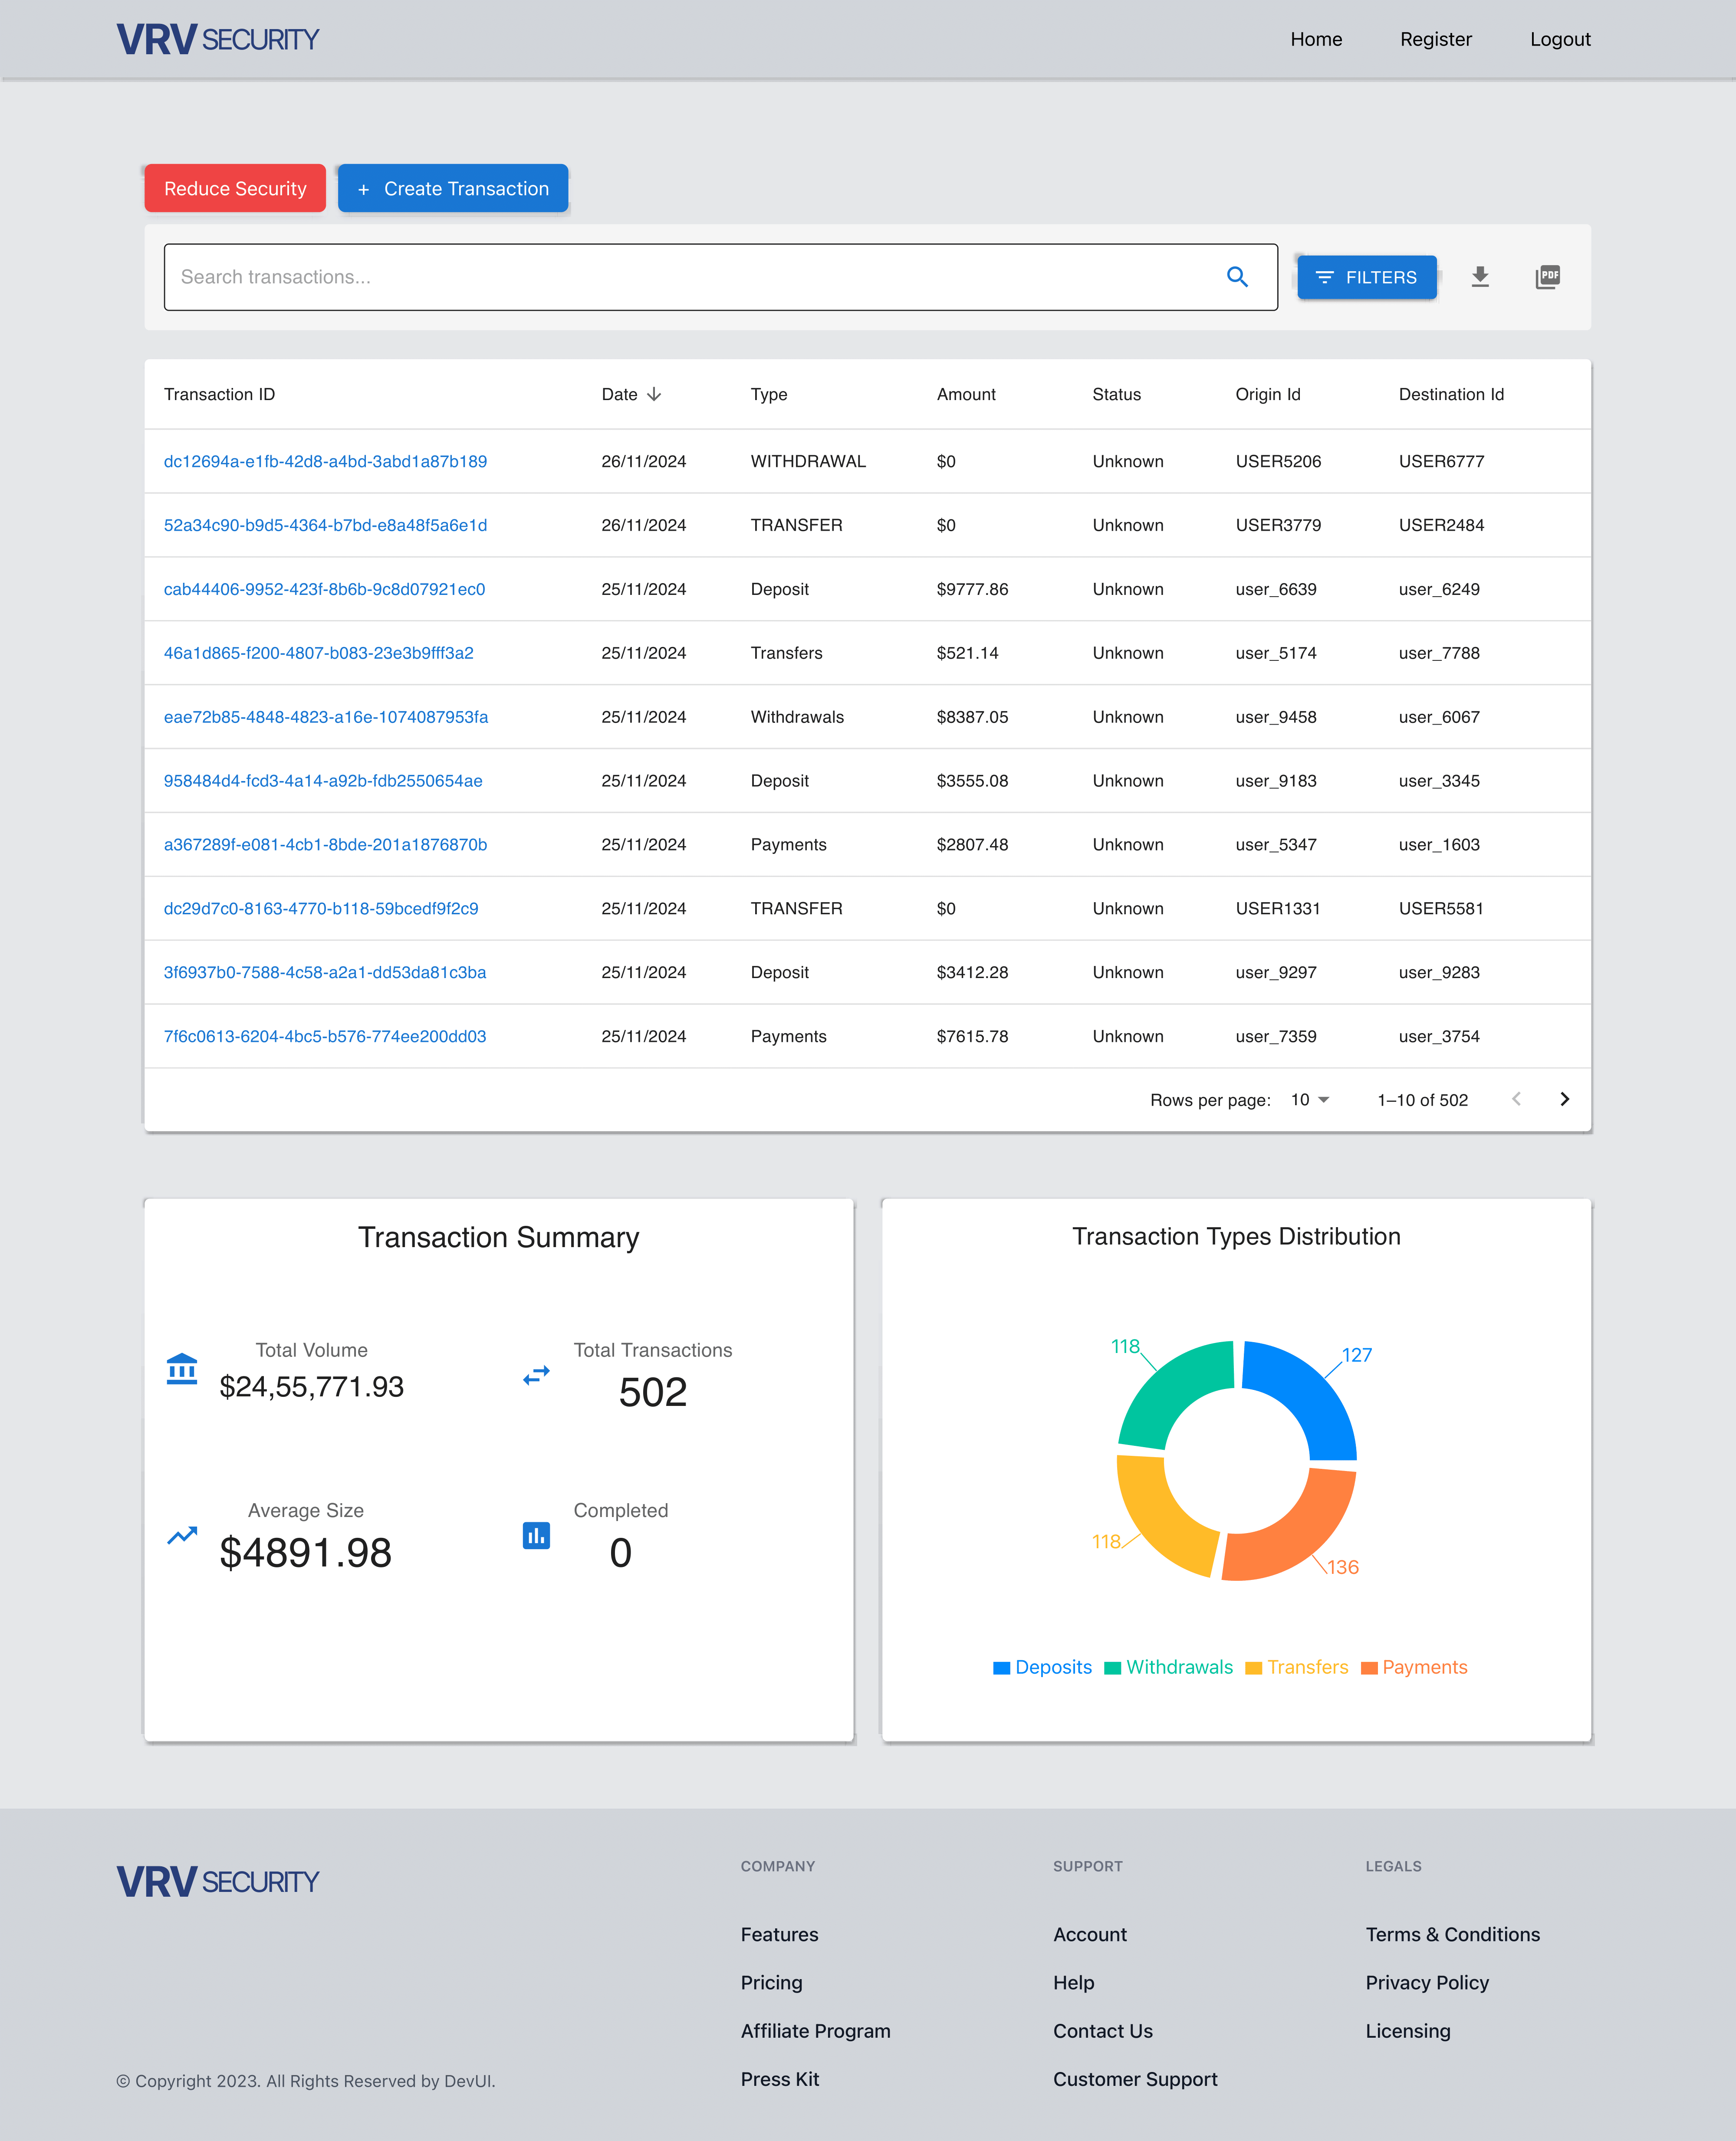 VRV SECURITY
Home Register Logout
Reduce Security
+ Create Transaction
Search transactions...
FILTERS
PDF
Transaction ID Date Type Amount Status Origin Id Destination Id
dc12694a-e1fb-42d8-a4bd-3abd1a87b189 26/11/2024 WITHDRAWAL $0 Unknown USER5206 USER6777
52a34c90-b9d5-4364-b7bd-e8a48f5a6e1d 26/11/2024 TRANSFER $0 Unknown USER3779 USER2484
cab44406-9952-423f-8b6b-9c8d07921ec0 25/11/2024 Deposit $9777.86 Unknown user_6639 user_6249
46a1d865-f200-4807-b083-23e3b9fff3a2 25/11/2024 Transfers $521.14 Unknown user_5174 user_7788
eae72b85-4848-4823-a16e-1074087953fa 25/11/2024 Withdrawals $8387.05 Unknown user_9458 user_6067
958484d4-fcd3-4a14-a92b-fdb2550654ae 25/11/2024 Deposit $3555.08 Unknown user_9183 user_3345
a367289f-e081-4cb1-8bde-201a1876870b 25/11/2024 Payments $2807.48 Unknown user_5347 user_1603
dc29d7c0-8163-4770-b118-59bcedf9f2c9 25/11/2024 TRANSFER $0 Unknown USER1331 USER5581
3f6937b0-7588-4c58-a2a1-dd53da81c3ba 25/11/2024 Deposit $3412.28 Unknown user_9297 user_9283
7f6c0613-6204-4bc5-b576-774ee200dd03 25/11/2024 Payments $7615.78 Unknown user_7359 user_3754
Rows per page: 10 1–10 of 502
Transaction Summary
Total Volume
$24,55,771.93
Total Transactions
502
Average Size
$4891.98
Completed
0
Transaction Types Distribution
118
127
118
136
Deposits Withdrawals Transfers Payments
VRV SECURITY
© Copyright 2023. All Rights Reserved by DevUI.
COMPANY
Features
Pricing
Affiliate Program
Press Kit
SUPPORT
Account
Help
Contact Us
Customer Support
LEGALS
Terms & Conditions
Privacy Policy
Licensing